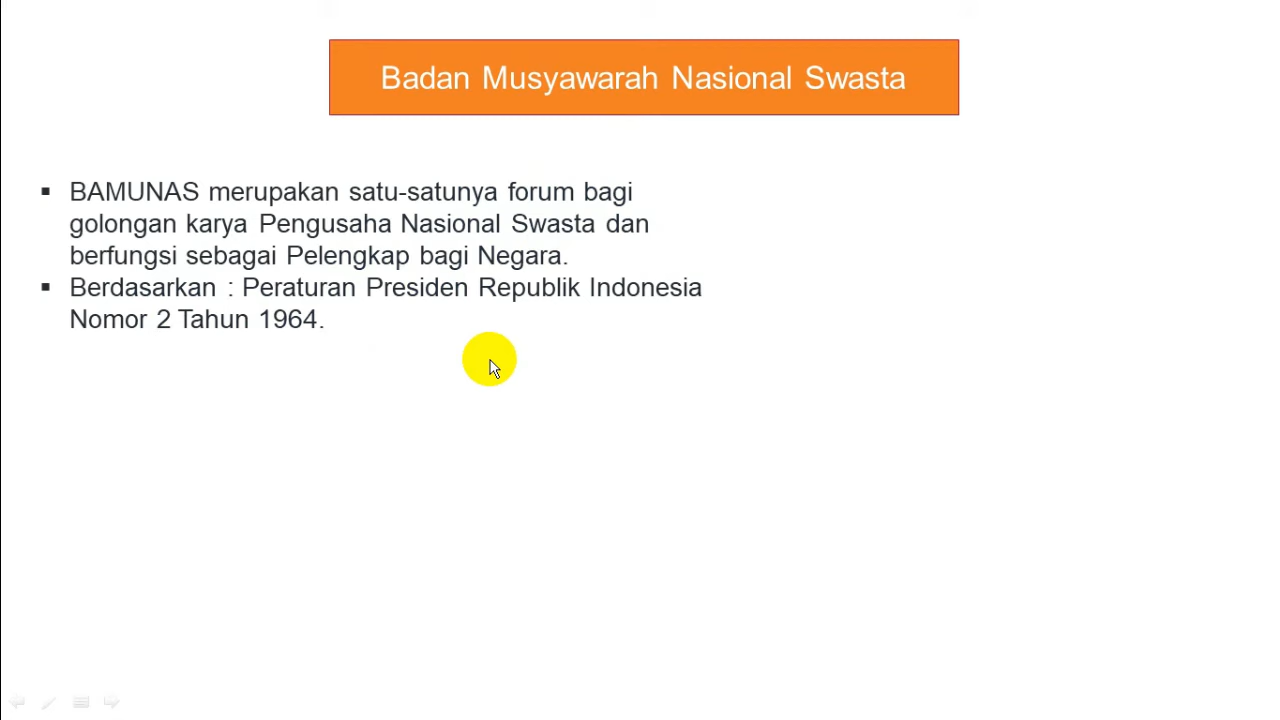 Badan Musyawarah Nasional Swasta
▪ BAMUNAS merupakan satu-satunya forum bagi
golongan karya Pengusaha Nasional Swasta dan
berfungsi sebagai Pelengkap bagi Negara.
▪ Berdasarkan : Peraturan Presiden Republik Indonesia
Nomor 2 Tahun 1964.